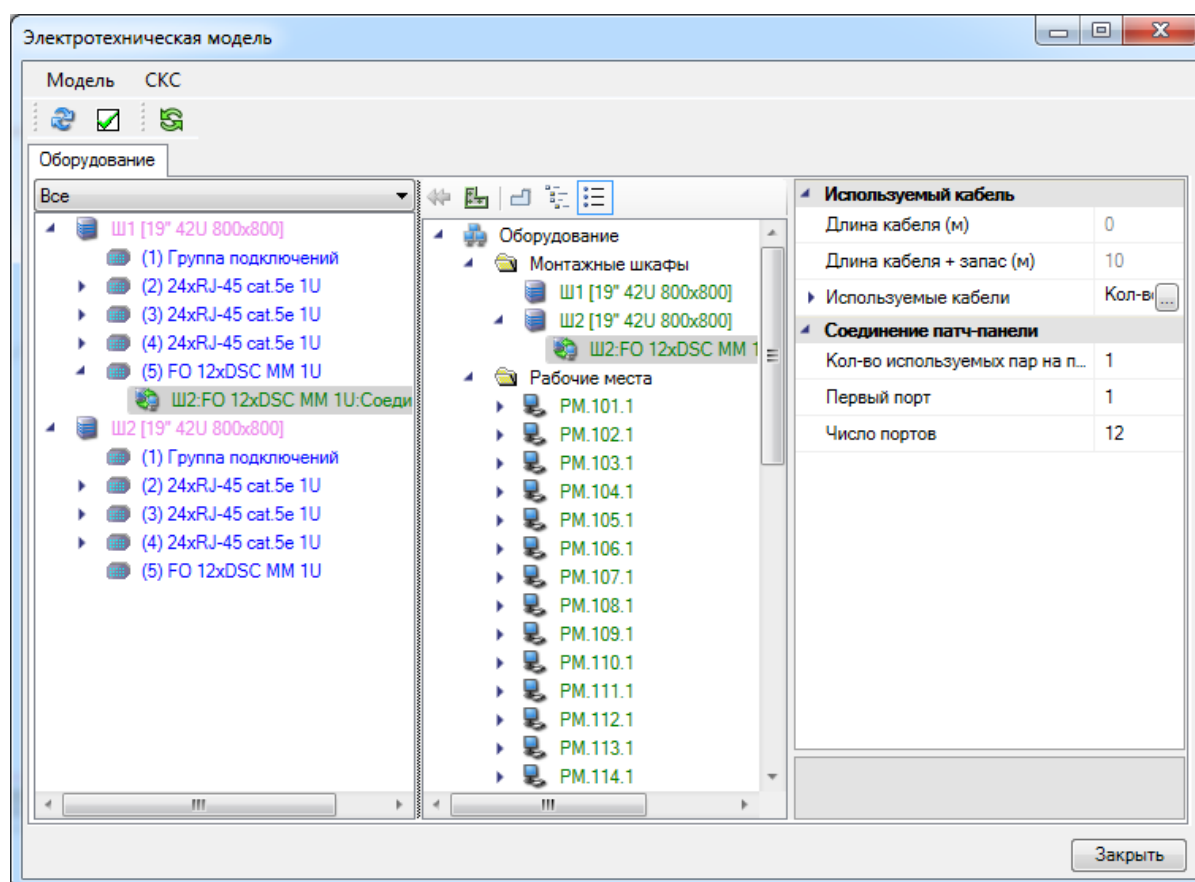 Электротехническая модель
Модель СКС
Оборудование
Все
Ш1 [19" 42U 800x800]
(1) Группа подключений
(2) 24xRJ-45 cat.5e 1U
(3) 24xRJ-45 cat.5e 1U
(4) 24xRJ-45 cat.5e 1U
(5) FO 12xDSC MM 1U
Ш2:FO 12xDSC MM 1U:Соеди
Ш2 [19" 42U 800x800]
(1) Группа подключений
(2) 24xRJ-45 cat.5e 1U
(3) 24xRJ-45 cat.5e 1U
(4) 24xRJ-45 cat.5e 1U
(5) FO 12xDSC MM 1U
Оборудование
Монтажные шкафы
Ш1 [19" 42U 800x800]
Ш2 [19" 42U 800x800]
Ш2:FO 12xDSC MM 1
Рабочие места
РМ.101.1
РМ.102.1
РМ.103.1
РМ.104.1
РМ.105.1
РМ.106.1
РМ.107.1
РМ.108.1
РМ.109.1
РМ.110.1
РМ.111.1
РМ.112.1
РМ.113.1
РМ.114.1
Используемый кабель
Длина кабеля (м) 0
Длина кабеля + запас (м) 10
Используемые кабели Кол-в ...
Соединение патч-панели
Кол-во используемых пар на п... 1
Первый порт 1
Число портов 12
Закрыть